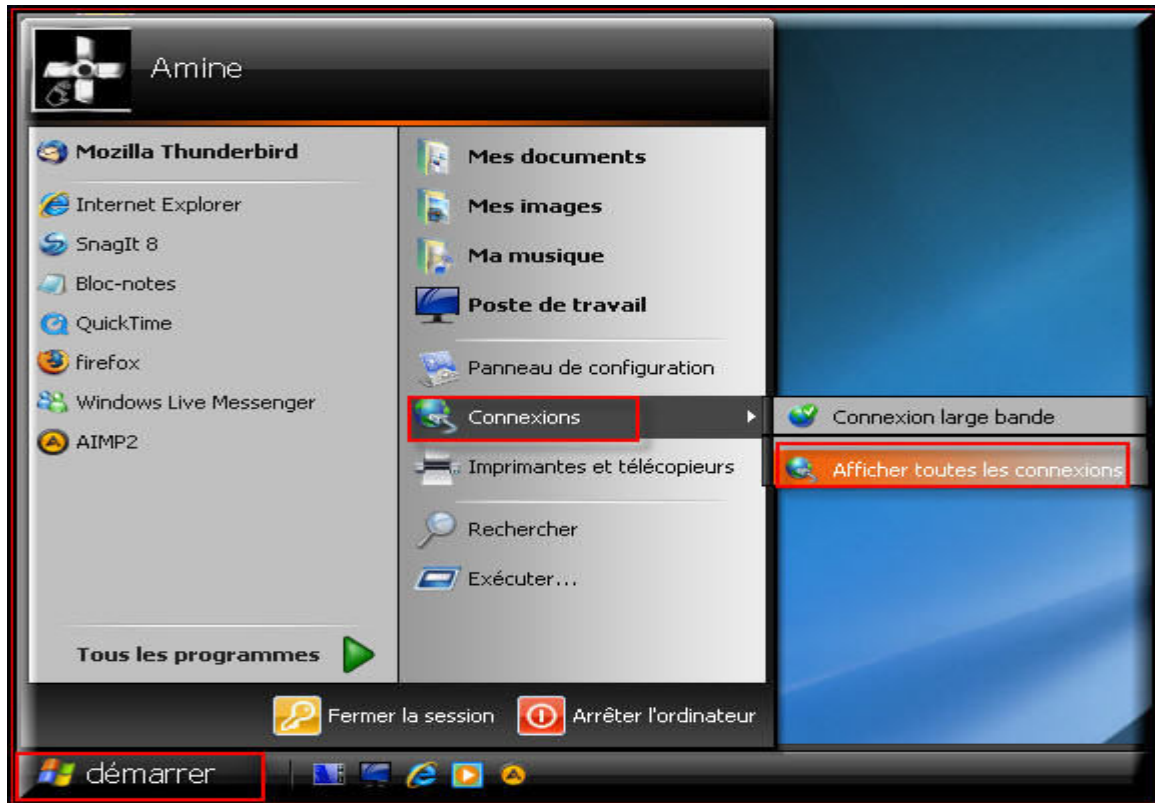 Amine
Mozilla Thunderbird
Internet Explorer
SnagIt 8
Bloc-notes
QuickTime
firefox
Windows Live Messenger
AIMP2
Tous les programmes
Mes documents
Mes images
Ma musique
Poste de travail
Panneau de configuration
Connexions
Imprimantes et télécopieurs
Rechercher
Exécuter...
Connexion large bande
Afficher toutes les connexions
Fermer la session
Arrêter l'ordinateur
démarrer